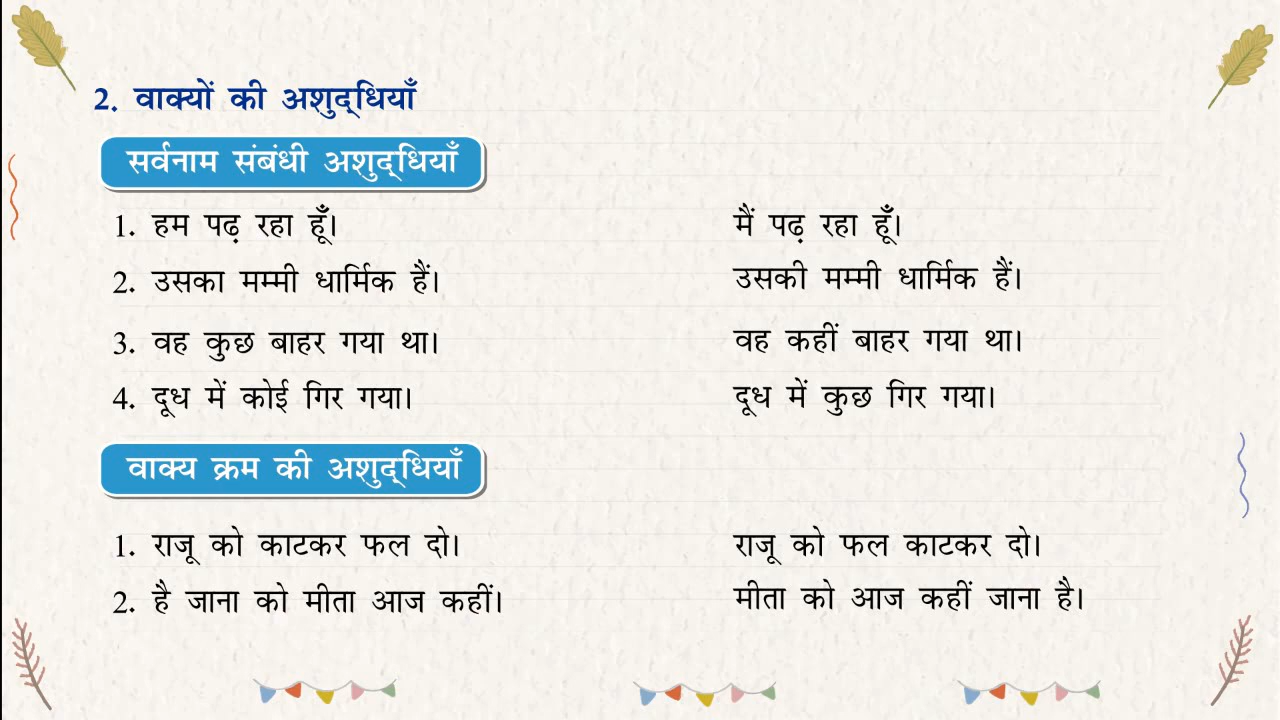 2. वाक्यों की अशुद्‌धियाँ
सर्वनाम संबंधी अशुद्‌धियाँ
1. हम पढ़ रहा हूँ। मैं पढ़ रहा हूँ।
2. उसका मम्मी धार्मिक हैं। उसकी मम्मी धार्मिक हैं।
3. वह कुछ बाहर गया था। वह कहीं बाहर गया था।
4. दूध में कोई गिर गया। दूध में कुछ गिर गया।
वाक्य क्रम की अशुद्‌धियाँ
1. राजू को काटकर फल दो। राजू को फल काटकर दो।
2. है जाना को मीता आज कहीं। मीता को आज कहीं जाना है।